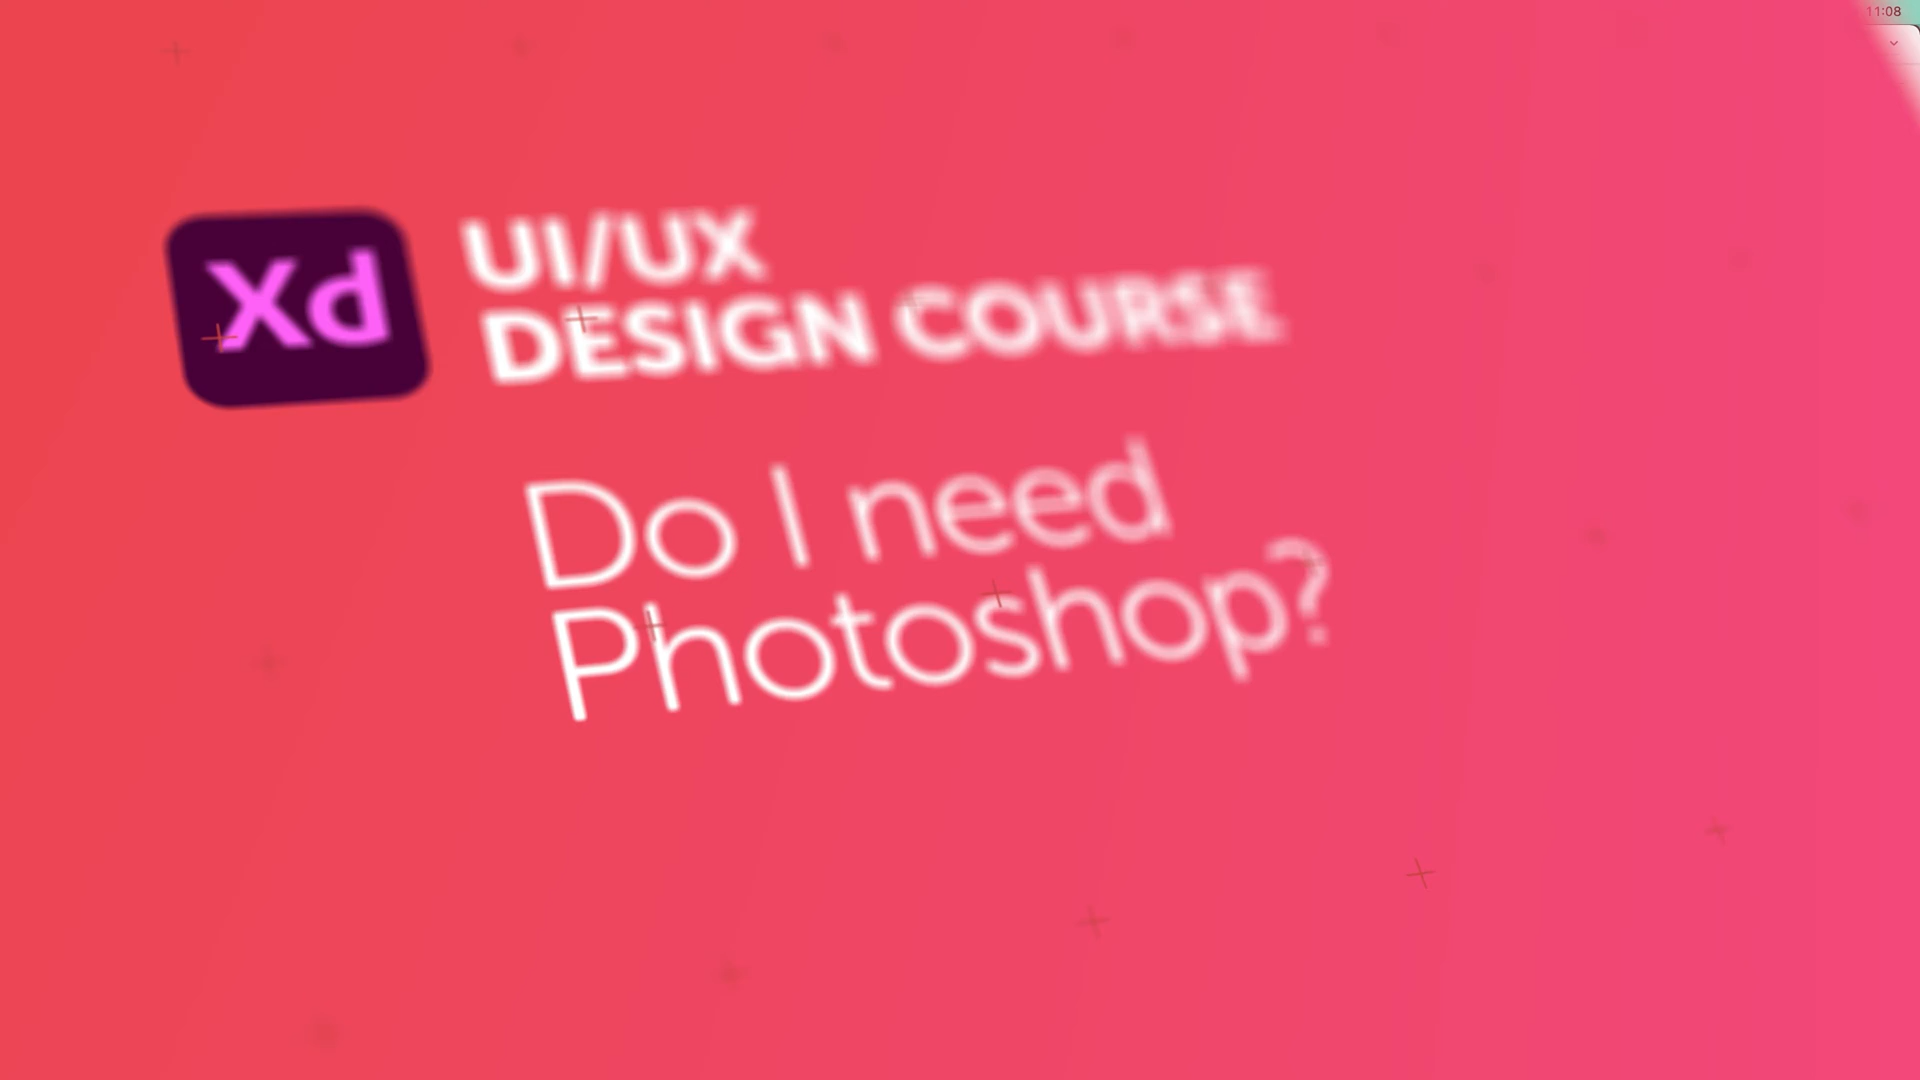 11:08
Xd
UI/UX
DESIGN COURSE
Do I need
Photoshop?